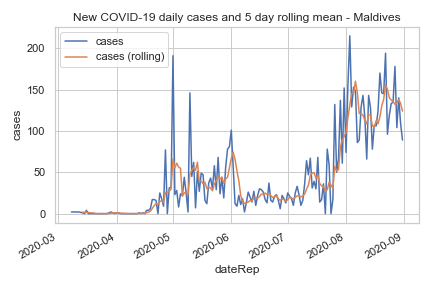 New COVID-19 daily cases and 5 day rolling mean - Maldives
cases
cases (rolling)
200
150
100
50
0
cases
2020-03
2020-04
2020-05
2020-06
2020-07
2020-08
2020-09
dateRep